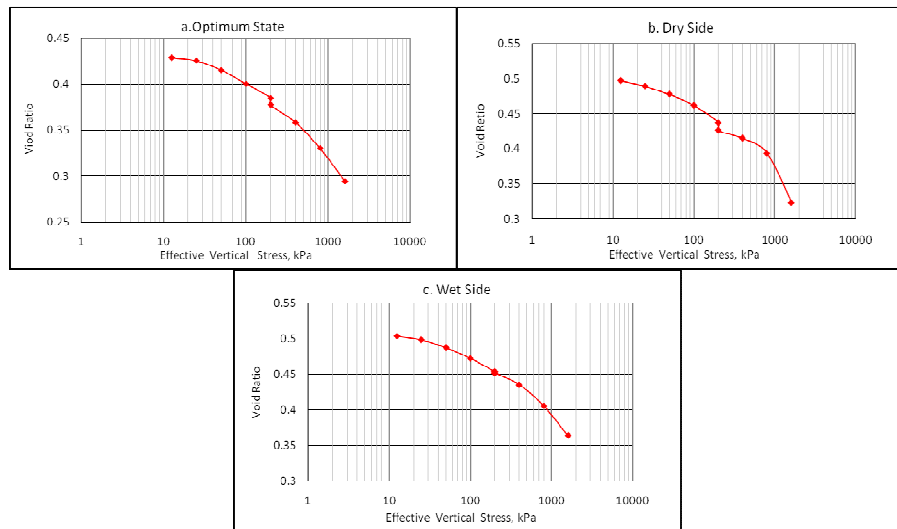 a.Optimum State
0.45
0.4
0.35
0.3
0.25
Viod Ratio
1 10 100 1000 10000
Effective Vertical Stress, kPa
b. Dry Side
0.55
0.5
0.45
0.4
0.35
0.3
Void Retio
1 10 100 1000 10000
Effective Vertical Stress, kPa
c. Wet Side
0.55
0.5
0.45
0.4
0.35
0.3
Void Ratio
1 10 100 1000 10000
Effective Vertical Stress, kPa